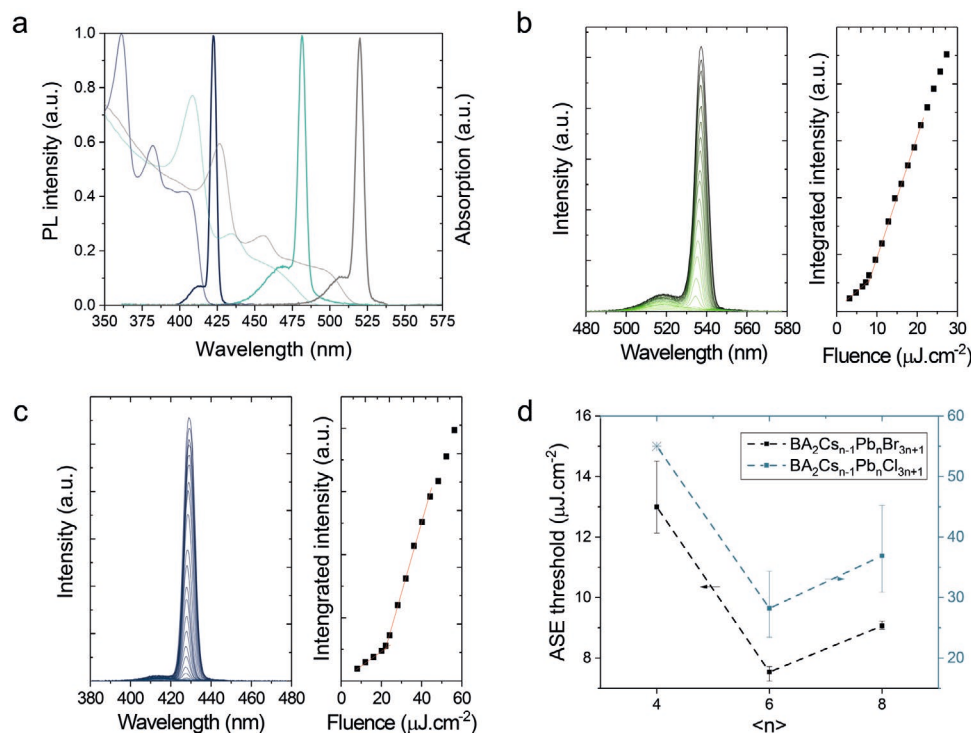 a
PL intensity (a.u.)
1.0
0.8
0.6
0.4
0.2
0.0
350 375 400 425 450 475 500 525 550 575
Wavelength (nm)
Absorption (a.u.)
b
Intensity (a.u.)
480 500 520 540 560 580
Wavelength (nm)
Integrated intensity (a.u.)
0 10 20 30
Fluence (μJ.cm⁻²)
c
Intensity (a.u.)
380 400 420 440 460 480
Wavelength (nm)
Intengrated intensity (a.u.)
0 20 40 60
Fluence (μJ.cm⁻²)
d
ASE threshold (μJ.cm⁻²)
16
14
12
10
8
BA₂Csₙ₋₁PbₙBr₃ₙ₊₁
BA₂Csₙ₋₁PbₙCl₃ₙ₊₁
60
50
40
30
20
4 6 8
<n>